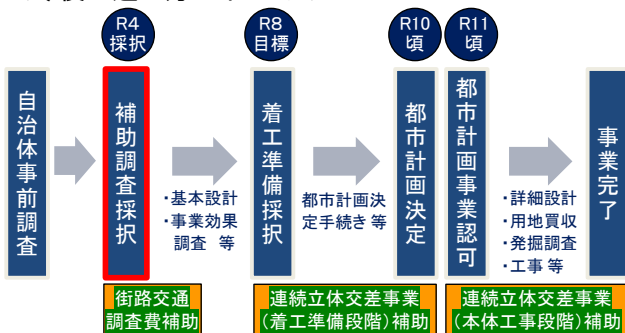 R4
採択
R8
目標
R10
頃
R11
頃
自治体事前調査
補助調査採択
・基本設計
・事業効果
調査 等
着工準備採択
都市計画決
定手続き 等
都市計画決定
都市計画事業認可
・詳細設計
・用地買収
・発掘調査
・工事 等
事業完了
街路交通
調査費補助
連続立体交差事業
(着工準備段階)補助
連続立体交差事業
(本体工事段階)補助